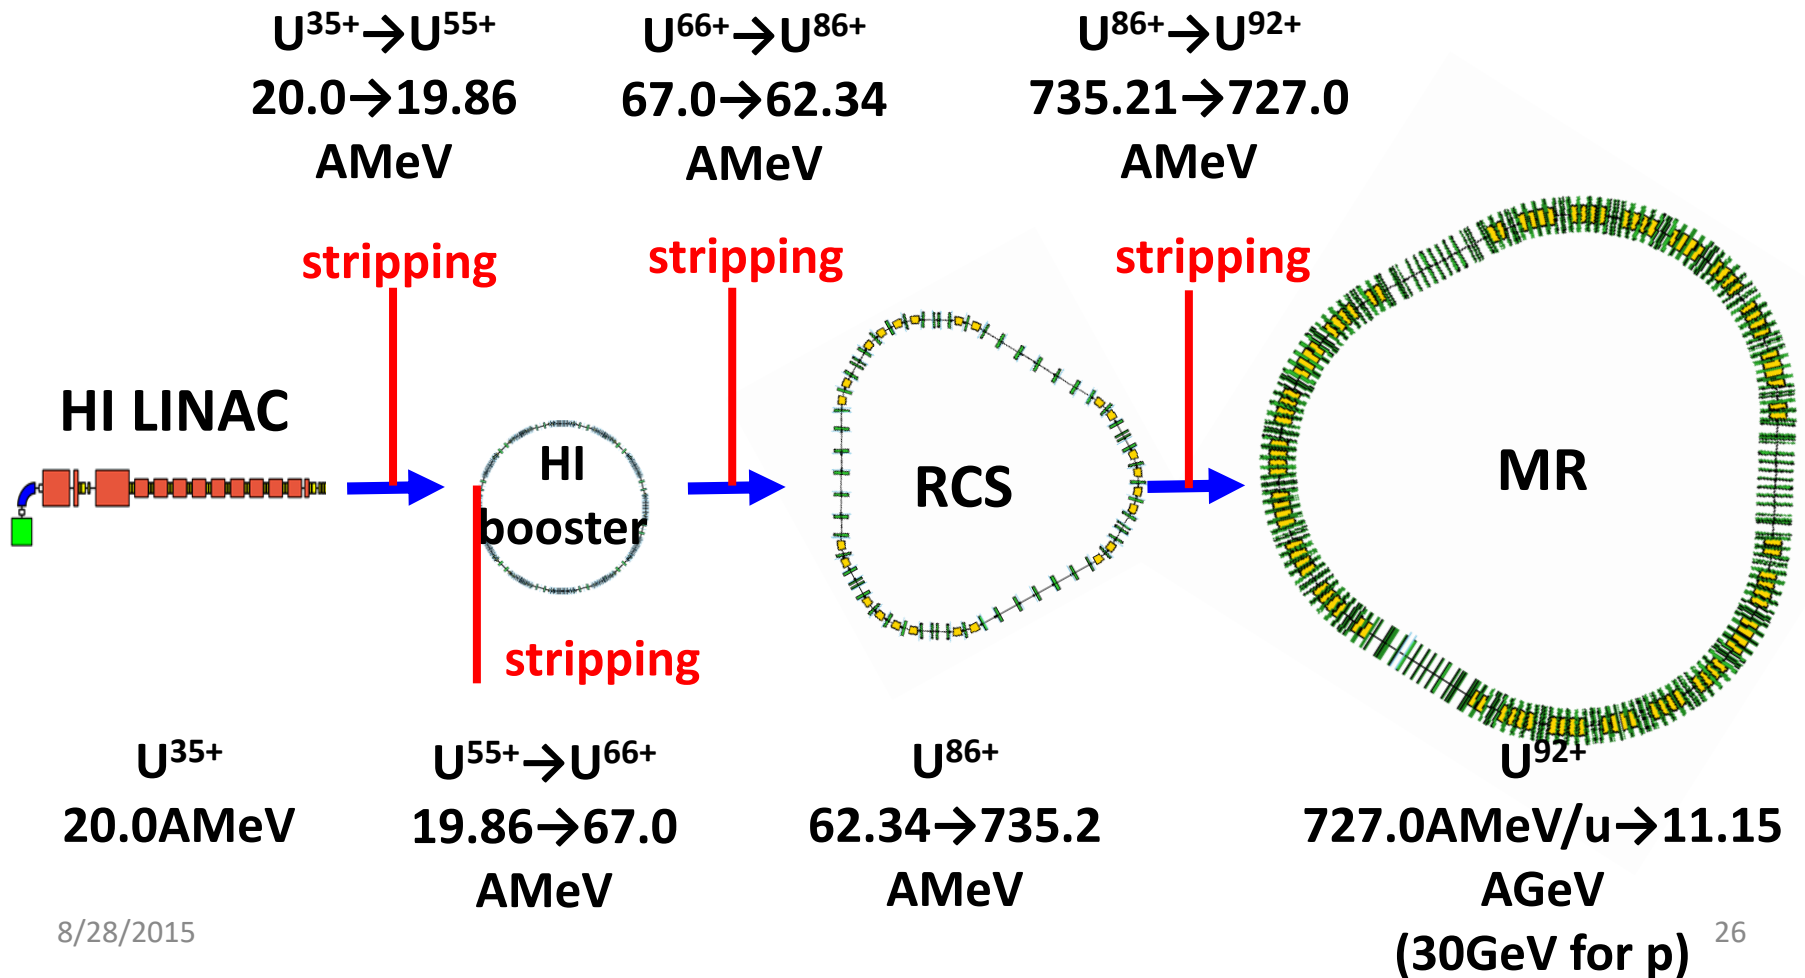 U35+→U55+
20.0→19.86
AMeV
U66+→U86+
67.0→62.34
AMeV
U86+→U92+
735.21→727.0
AMeV
stripping
stripping
stripping
HI LINAC
HI
booster
RCS
MR
stripping
U35+
20.0AMeV
U55+→U66+
19.86→67.0
AMeV
U86+
62.34→735.2
AMeV
U92+
727.0AMeV/u→11.15
AGeV
(30GeV for p)
8/28/2015
26